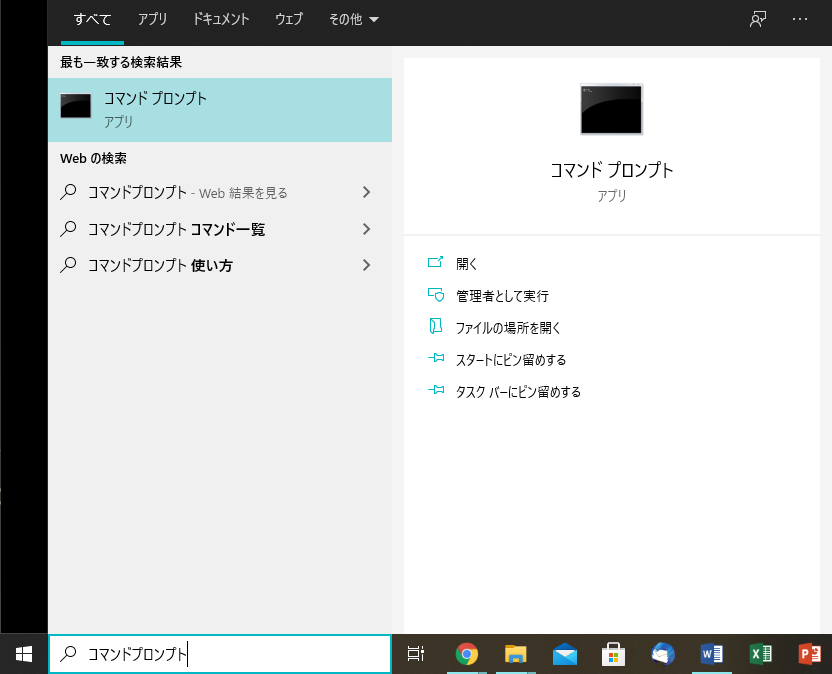 すべて アプリ ドキュメント ウェブ その他
最も一致する検索結果
コマンド プロンプト
アプリ
Web の検索
コマンドプロンプト - Web 結果を見る
コマンドプロンプト コマンド一覧
コマンドプロンプト 使い方
コマンド プロンプト
アプリ
開く
管理者として実行
ファイルの場所を開く
スタートにピン留めする
タスク バーにピン留めする
コマンドプロンプト